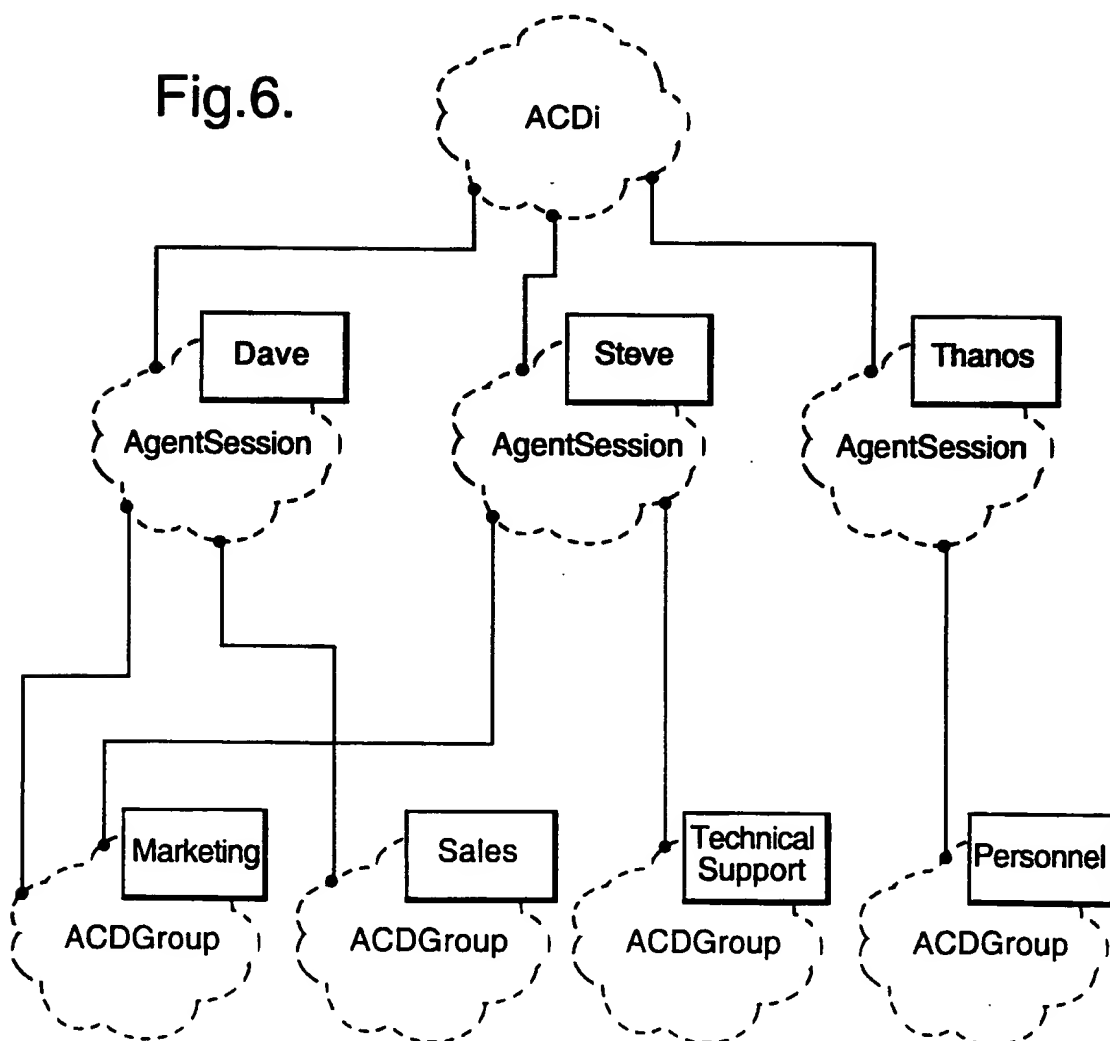 Fig.6.
ACDi
Dave
Steve
Thanos
AgentSession
AgentSession
AgentSession
Marketing
Sales
Technical
Support
Personnel
ACDGroup
ACDGroup
ACDGroup
ACDGroup